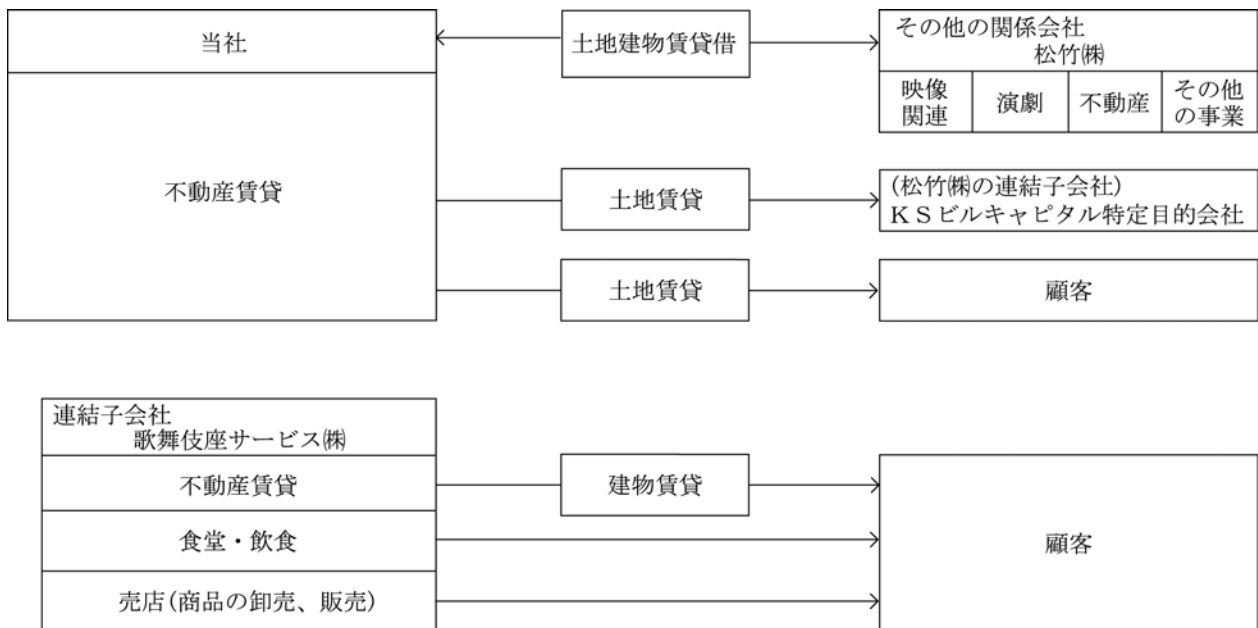 当社
土地建物賃貸借
その他の関係会社
松竹㈱
映像
関連
演劇
不動産
その他
の事業
不動産賃貸
土地賃貸
(松竹㈱の連結子会社)
ＫＳビルキャピタル特定目的会社
土地賃貸
顧客
連結子会社
歌舞伎座サービス㈱
不動産賃貸
建物賃貸
食堂・飲食
顧客
売店(商品の卸売、販売)